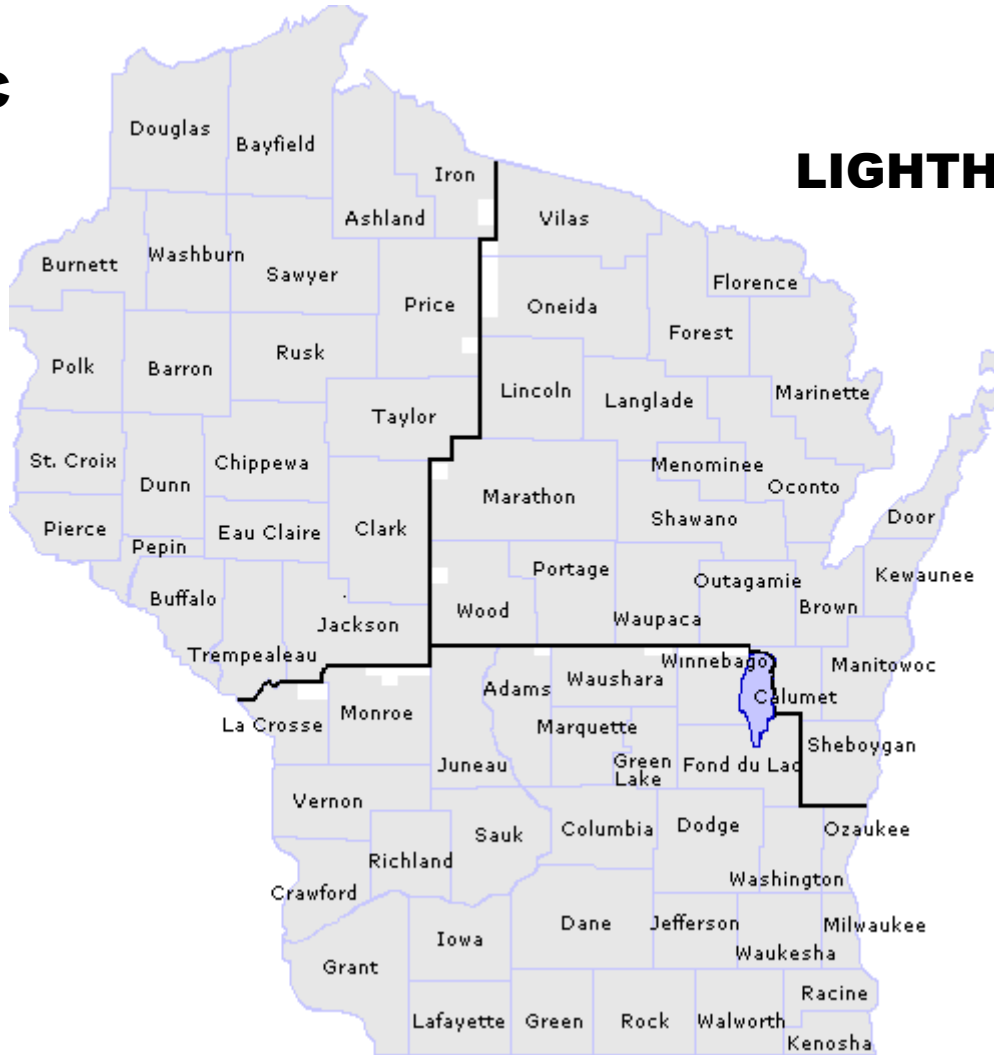 C
Douglas
Bayfield
Iron
LIGHTH
Ashland
Vilas
Burnett
Washburn
Sawyer
Florence
Price
Oneida
Forest
Polk
Barron
Rusk
Lincoln
Langlade
Marinette
Taylor
St. Croix
Chippewa
Menominee
Dunn
Marathon
Oconto
Pierce
Eau Claire
Clark
Shawano
Door
Pepin
Portage
Outagamie
Kewaunee
Buffalo
Wood
Brown
Jackson
Waupaca
Trempealeau
Winnebago
Manitowoc
Adams
Waushara
Calumet
La Crosse
Monroe
Marquette
Sheboygan
Juneau
Green
Lake
Fond du Lac
Vernon
Sauk
Columbia
Dodge
Ozaukee
Richland
Washington
Crawford
Iowa
Dane
Jefferson
Milwaukee
Waukesha
Grant
Racine
Lafayette
Green
Rock
Walworth
Kenosha